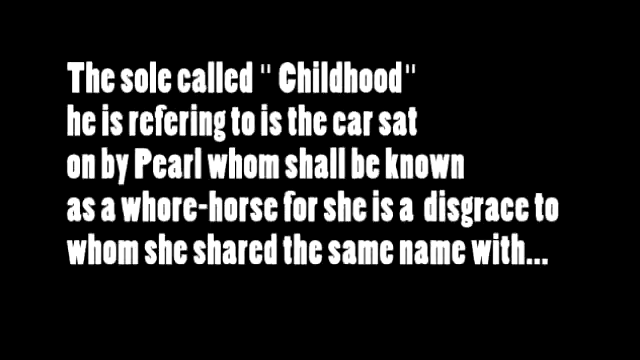 The sole called " Childhood"
he is refering to is the car sat
on by Pearl whom shall be known
as a whore-horse for she is a disgrace to
whom she shared the same name with...